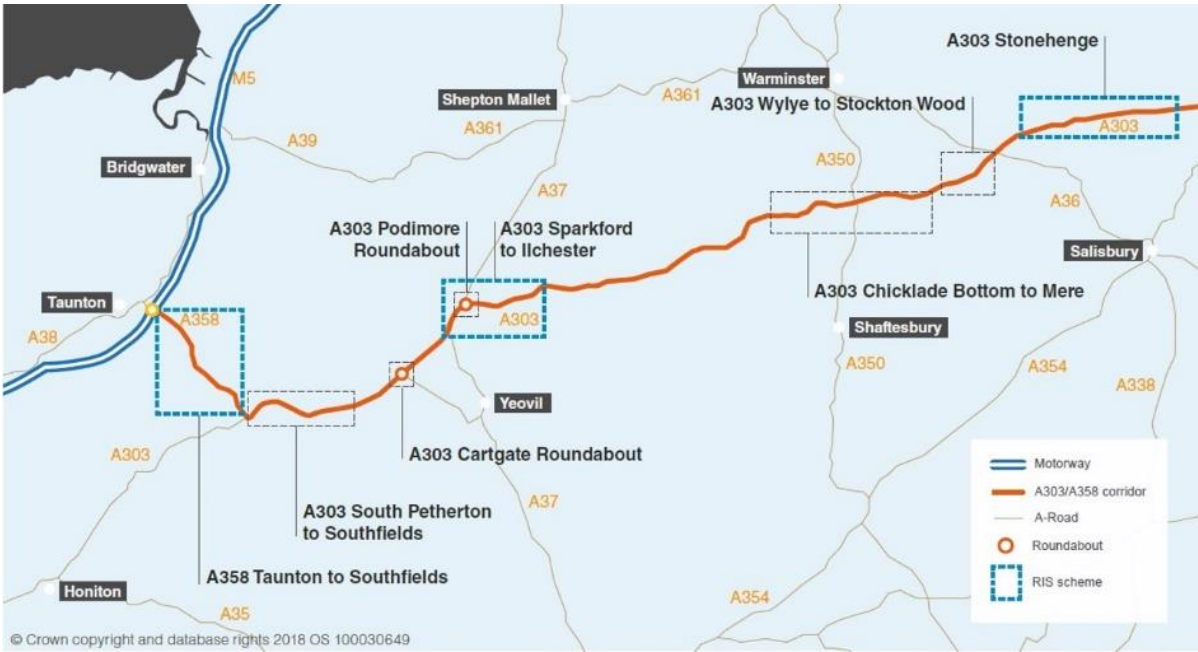 A303 Stonehenge
Warminster
M5
Shepton Mallet
A361
A303 Wylye to Stockton Wood
A303
A39
A361
Bridgwater
A350
A37
A36
A303 Podimore
Roundabout
A303 Sparkford
to Ilchester
Salisbury
Taunton
A358
A303
A303 Chicklade Bottom to Mere
A38
Shaftesbury
A350
A354
A338
Yeovil
A303
A303 Cartgate Roundabout
A37
A303 South Petherton
to Southfields
A358 Taunton to Southfields
Honiton
A35
A354
Motorway
A303/A358 corridor
A-Road
Roundabout
RIS scheme
© Crown copyright and database rights 2018 OS 100030649